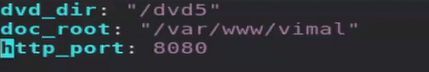 dvd_dir: "/dvd5"
doc_root: "/var/www/vimal"
http_port: 8080